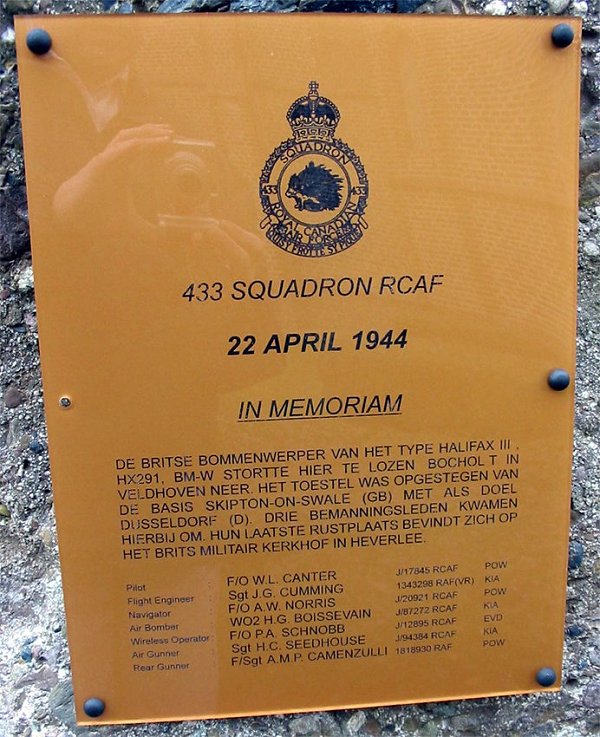 SQUADRON
433 433
ROYAL CANADIAN
AIR FORCE
QUI S'Y FROTTE S'Y PIQUE
433 SQUADRON RCAF
22 APRIL 1944
IN MEMORIAM
DE BRITSE BOMMENWERPER VAN HET TYPE HALIFAX III ,
HX291, BM-W STORTTE HIER TE LOZEN BOCHOLT IN
VELDHOVEN NEER. HET TOESTEL WAS OPGESTEGEN VAN
DE BASIS SKIPTON-ON-SWALE (GB) MET ALS DOEL
DUSSELDORF (D). DRIE BEMANNINGSLEDEN KWAMEN
HIERBIJ OM. HUN LAATSTE RUSTPLAATS BEVINDT ZICH OP
HET BRITS MILITAIR KERKHOF IN HEVERLEE.
Pilot : F/O W.L. CANTER J/17845 RCAF POW
Flight Engineer : Sgt J.G. CUMMING 1343298 RAF(VR) KIA
Navigator : F/O A.W. NORRIS J/20921 RCAF POW
Air Bomber : WO2 H.G. BOISSEVAIN J/87272 RCAF KIA
Wireless Operator : F/O P.A. SCHNOBB J/12895 RCAF EVD
Air Gunner : Sgt H.C. SEEDHOUSE J/94384 RCAF KIA
Rear Gunner : F/Sgt A.M.P. CAMENZULLI 1818930 RAF POW